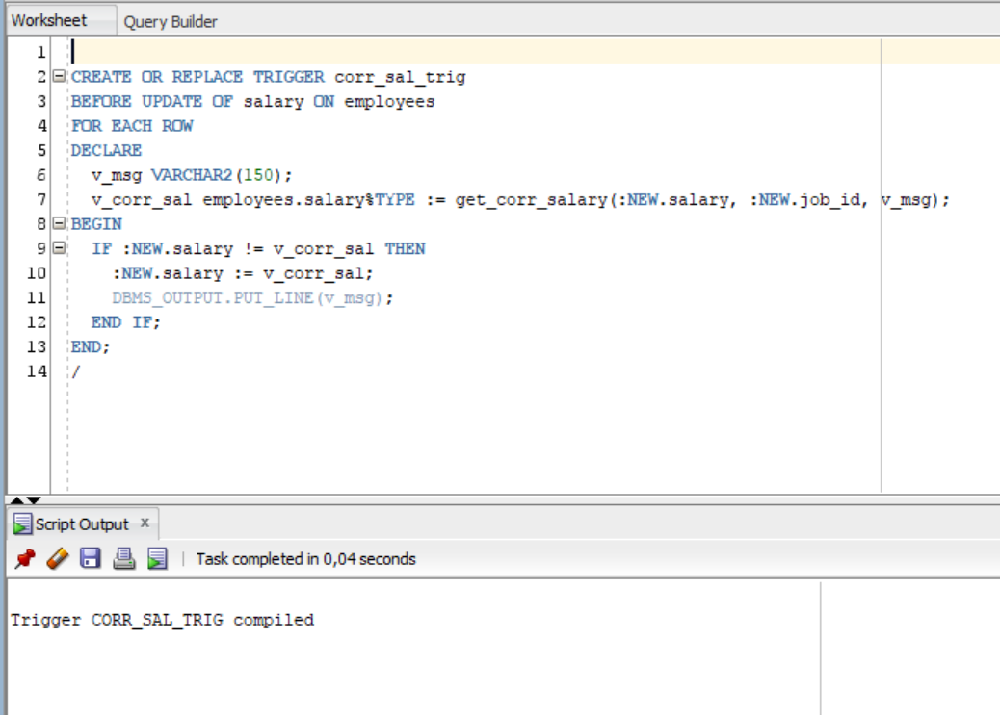 Worksheet Query Builder
1
2 CREATE OR REPLACE TRIGGER corr_sal_trig
3 BEFORE UPDATE OF salary ON employees
4 FOR EACH ROW
5 DECLARE
6   v_msg VARCHAR2(150);
7   v_corr_sal employees.salary%TYPE := get_corr_salary(:NEW.salary, :NEW.job_id, v_msg);
8 BEGIN
9   IF :NEW.salary != v_corr_sal THEN
10     :NEW.salary := v_corr_sal;
11     DBMS_OUTPUT.PUT_LINE(v_msg);
12   END IF;
13 END;
14 /
Script Output x
Task completed in 0,04 seconds
Trigger CORR_SAL_TRIG compiled